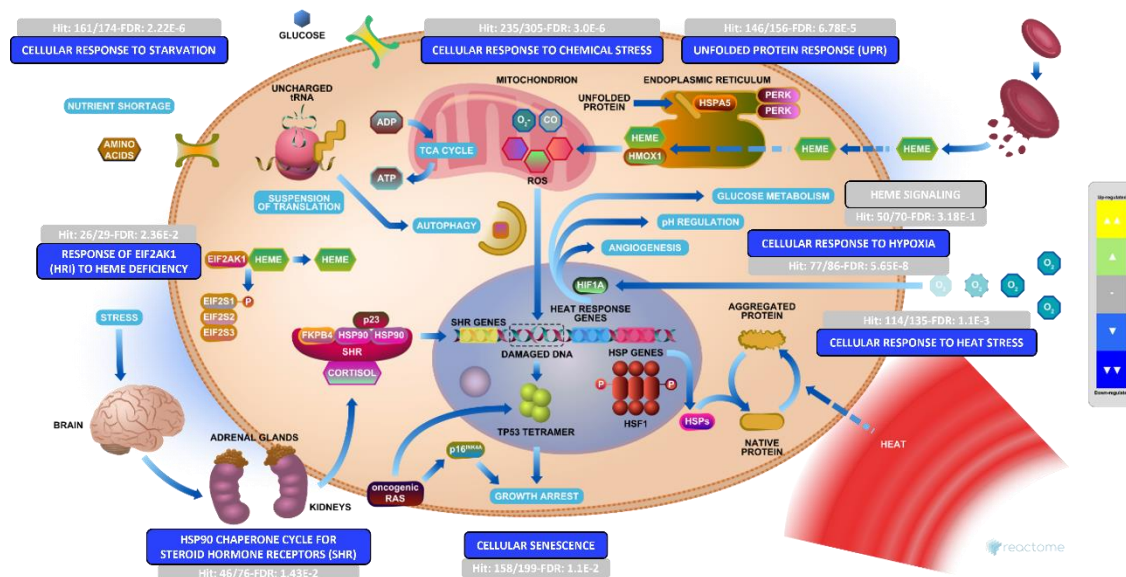 Hit: 161/174-FDR: 2.22E-6
CELLULAR RESPONSE TO STARVATION
GLUCOSE
Hit: 235/305-FDR: 3.0E-6
CELLULAR RESPONSE TO CHEMICAL STRESS
Hit: 146/156-FDR: 6.78E-5
UNFOLDED PROTEIN RESPONSE (UPR)
NUTRIENT SHORTAGE
AMINO
ACIDS
UNCHARGED
tRNA
SUSPENSION
OF TRANSLATION
AUTOPHAGY
MITOCHONDRION
ADP
TCA CYCLE
ATP
O₂-
CO
ROS
ENDOPLASMIC RETICULUM
UNFOLDED
PROTEIN
HSPA5
PERK
PERK
HEME
HMOX1
HEME
HEME
GLUCOSE METABOLISM
pH REGULATION
ANGIOGENESIS
HEME SIGNALING
Hit: 50/70-FDR: 3.18E-1
CELLULAR RESPONSE TO HYPOXIA
Hit: 77/86-FDR: 5.65E-8
Up-regulated
-
Down-regulated
Hit: 26/29-FDR: 2.36E-2
RESPONSE OF EIF2AK1
(HRI) TO HEME DEFICIENCY
EIF2AK1
HEME
HEME
P
EIF2S1
EIF2S2
EIF2S3
HIF1A
O₂
O₂
O₂
O₂
O₂
STRESS
BRAIN
ADRENAL GLANDS
KIDNEYS
p23
FKPB4
HSP90
HSP90
SHR
CORTISOL
SHR GENES
HEAT RESPONSE
GENES
DAMAGED DNA
HSP GENES
P
P
HSF1
TP53 TETRAMER
HSPs
AGGREGATED
PROTEIN
NATIVE
PROTEIN
Hit: 114/135-FDR: 1.1E-3
CELLULAR RESPONSE TO HEAT STRESS
HEAT
p16INK4A
oncogenic
RAS
GROWTH ARREST
HSP90 CHAPERONE CYCLE FOR
STEROID HORMONE RECEPTORS (SHR)
Hit: 46/76-FDR: 1.43E-2
CELLULAR SENESCENCE
Hit: 158/199-FDR: 1.1E-2
reactome